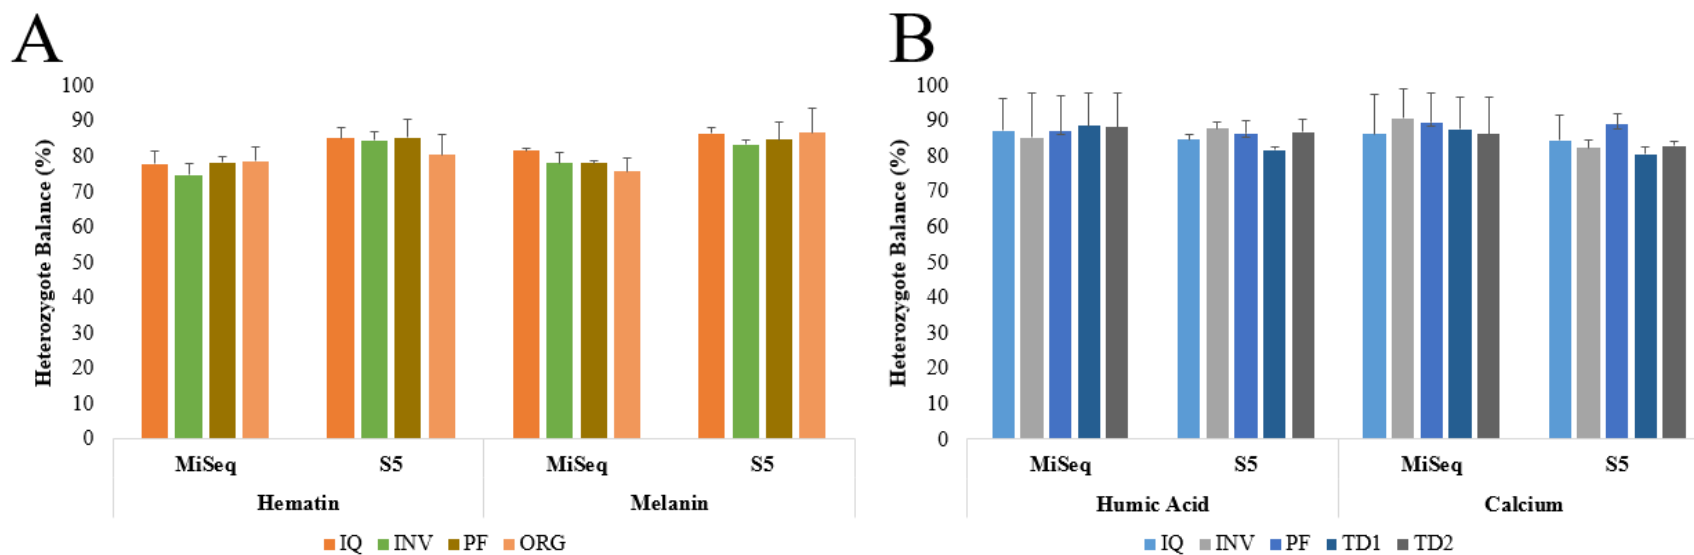 A
Heterozygote Balance (%)
100
90
80
70
60
50
40
30
20
10
0
MiSeq S5 MiSeq S5
Hematin Melanin
IQ INV PF ORG
B
Heterozygote Balance (%)
100
90
80
70
60
50
40
30
20
10
0
MiSeq S5 MiSeq S5
Humic Acid Calcium
IQ INV PF TD1 TD2